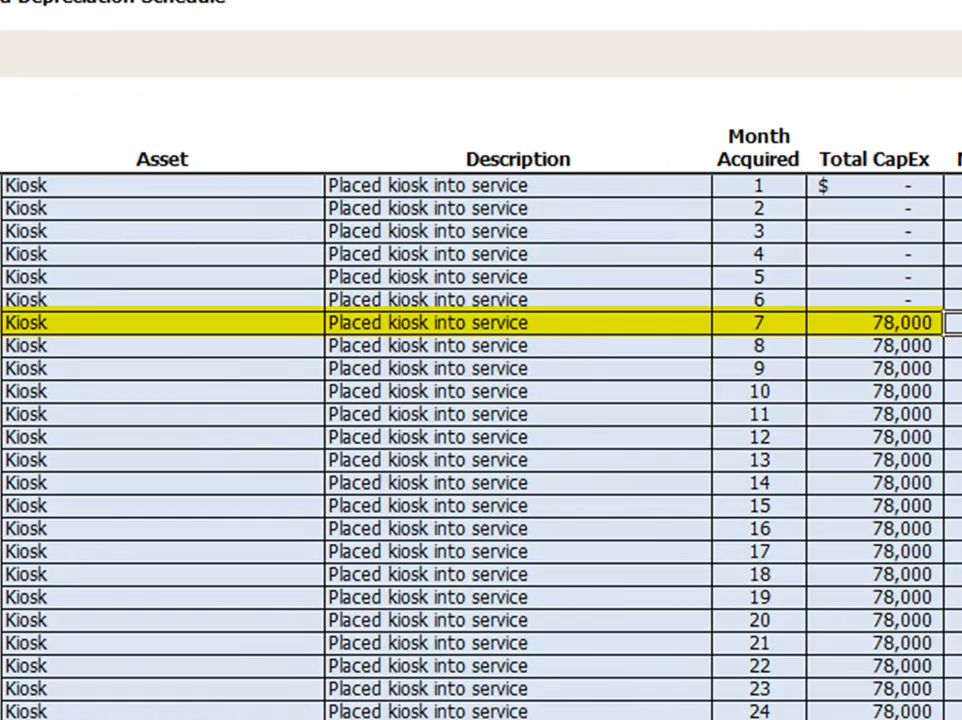 Depreciation Schedule
Month
Asset Description Acquired Total CapEx
Kiosk Placed kiosk into service 1 $ -
Kiosk Placed kiosk into service 2 -
Kiosk Placed kiosk into service 3 -
Kiosk Placed kiosk into service 4 -
Kiosk Placed kiosk into service 5 -
Kiosk Placed kiosk into service 6 -
Kiosk Placed kiosk into service 7 78,000
Kiosk Placed kiosk into service 8 78,000
Kiosk Placed kiosk into service 9 78,000
Kiosk Placed kiosk into service 10 78,000
Kiosk Placed kiosk into service 11 78,000
Kiosk Placed kiosk into service 12 78,000
Kiosk Placed kiosk into service 13 78,000
Kiosk Placed kiosk into service 14 78,000
Kiosk Placed kiosk into service 15 78,000
Kiosk Placed kiosk into service 16 78,000
Kiosk Placed kiosk into service 17 78,000
Kiosk Placed kiosk into service 18 78,000
Kiosk Placed kiosk into service 19 78,000
Kiosk Placed kiosk into service 20 78,000
Kiosk Placed kiosk into service 21 78,000
Kiosk Placed kiosk into service 22 78,000
Kiosk Placed kiosk into service 23 78,000
Kiosk Placed kiosk into service 24 78,000